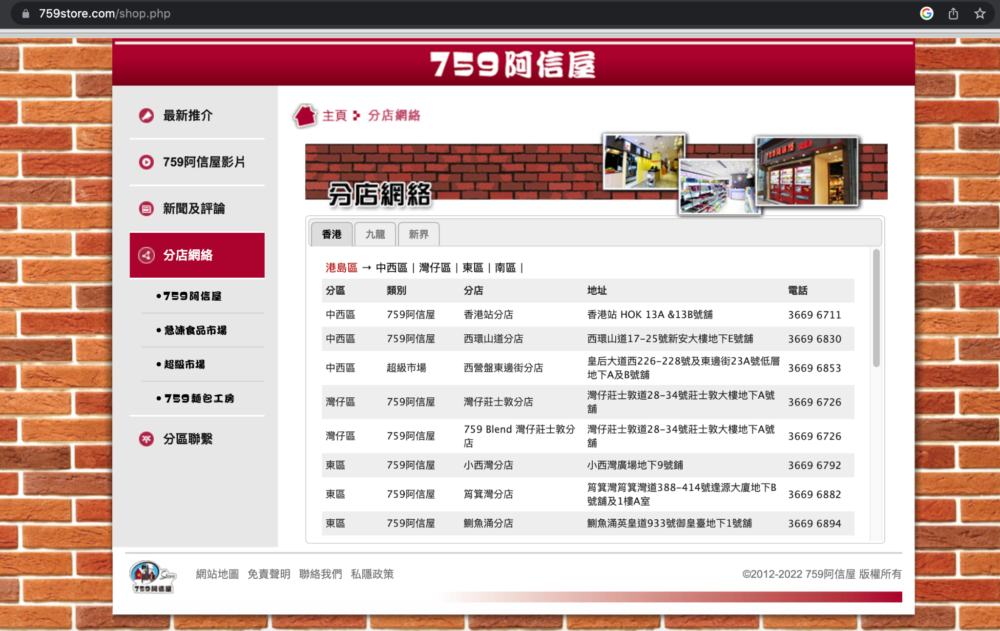 759store.com/shop.php
759阿信屋
最新推介
759阿信屋影片
新聞及評論
分店網絡
•759阿信屋
•急凍食品市場
•超級市場
•759麵包工房
分區聯繫
主頁 分店網絡
759阿信屋
分店網絡
香港 九龍 新界
港島區 → 中西區 | 灣仔區 | 東區 | 南區 |
分區 類別 分店 地址 電話
中西區 759阿信屋 香港站分店 香港站 HOK 13A &13B號舖 3669 6711
中西區 759阿信屋 西環山道分店 西環山道17-25號新安大樓地下E號舖 3669 6830
中西區 超級市場 西營盤東邊街分店 皇后大道西226-228號及東邊街23A號低層
地下A及B號舖 3669 6853
灣仔區 759阿信屋 灣仔莊士敦分店 灣仔莊士敦道28-34號莊士敦大樓地下A號
舖 3669 6726
灣仔區 759阿信屋 759 Blend 灣仔莊士敦分
店 灣仔莊士敦道28-34號莊士敦大樓地下A號
舖 3669 6726
東區 759阿信屋 小西灣分店 小西灣廣場地下9號鋪 3669 6792
東區 759阿信屋 筲箕灣分店 筲箕灣筲箕灣道388-414號逢源大廈地下B
號舖及1樓A室 3669 6882
東區 759阿信屋 鰂魚涌分店 鰂魚涌英皇道933號御皇臺地下1號舖 3669 6894
Store
759阿信屋
網站地圖 免責聲明 聯絡我們 私隱政策
©2012-2022 759阿信屋 版權所有